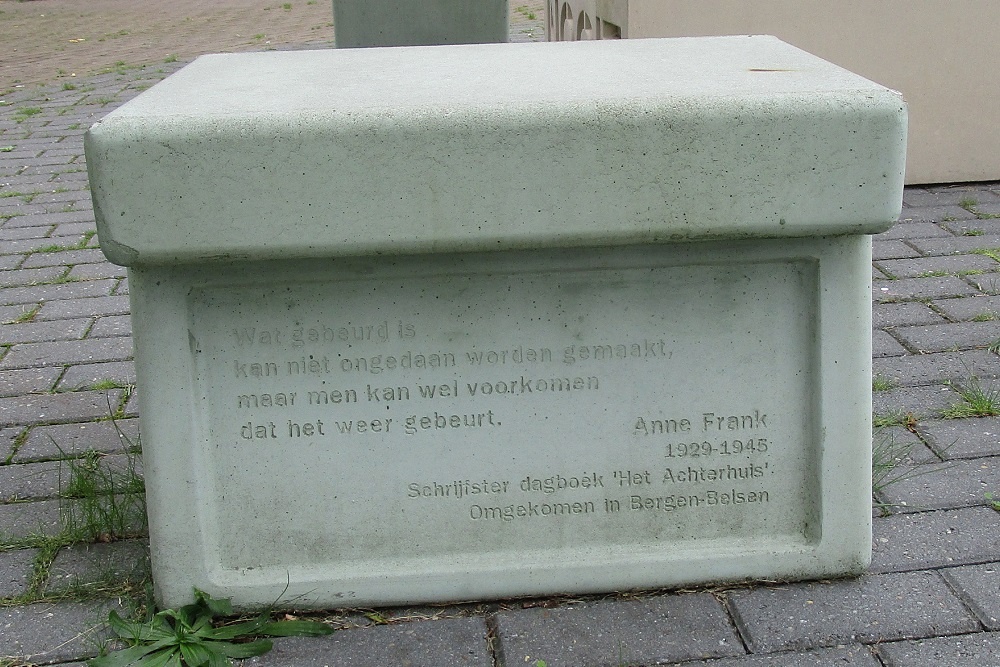 Wat gebeurd is
kan niet ongedaan worden gemaakt,
maar men kan wel voorkomen
dat het weer gebeurt.
Anne Frank
1929-1945
Schrijfster dagboek 'Het Achterhuis'
Omgekomen in Bergen-Belsen